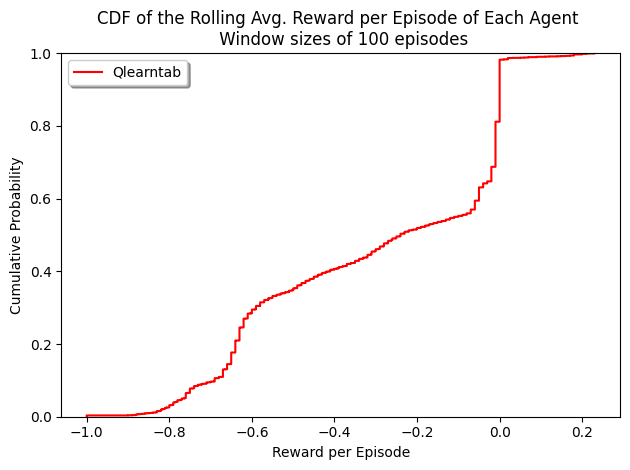 CDF of the Rolling Avg. Reward per Episode of Each Agent
Window sizes of 100 episodes
Qlearntab
Cumulative Probability
1.0
0.8
0.6
0.4
0.2
0.0
−1.0 −0.8 −0.6 −0.4 −0.2 0.0 0.2
Reward per Episode